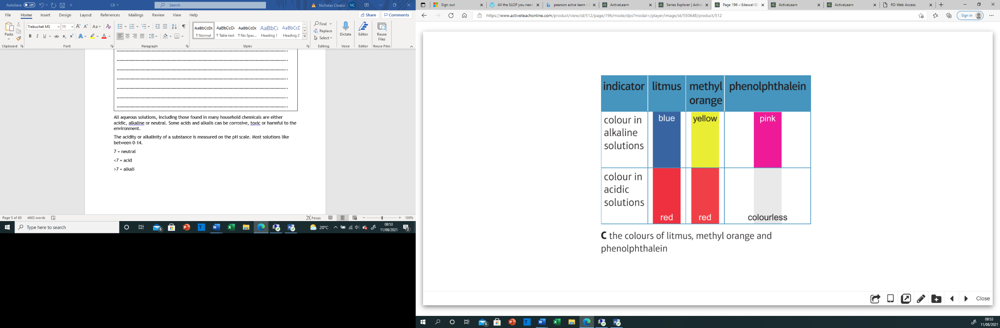 AutoSave Off C8 Search Nicholas Cleator NC
File Home Insert Design Layout References Mailings Review View Help Share Comments
Paste
Trebuchet MS 11
AaBbCcDc AaBbCcDc AaBbCcDc AaBbCc AaBbCcD
¶ Normal ¶ Table text ¶ No Spac... Heading 1 Heading 2
Find
Replace
Select
Dictate Editor Reuse
Files
Clipboard Font Paragraph Styles Editing Voice Editor Reuse Files
All aqueous solutions, including those found in many household chemicals are either
acidic, alkaline or neutral. Some acids and alkalis can be corrosive, toxic or harmful to the
environment.
The acidity or alkalinity of a substance is measured on the pH scale. Most solutions like
between 0-14.
7 = neutral
<7 = acid
>7 = alkali
Page 5 of 60 4663 words Focus 100%
Type here to search 20°C 08:53
11/08/2021
Sign out All the SLOP you need pearson actve learn - ActiveLearn Series Explorer | Active Page 196 – Edexcel GC ActiveLearn ActiveLearn RD Web Access
https://www.activeteachonline.com/product/view/id/512/page/196/mode/dps?modal=/player/image/id/550648/product/512 Sign in
indicator litmus methyl orange phenolphthalein
colour in alkaline solutions blue yellow pink
colour in acidic solutions red red colourless
C the colours of litmus, methyl orange and
phenolphthalein
Close
08:53
11/08/2021